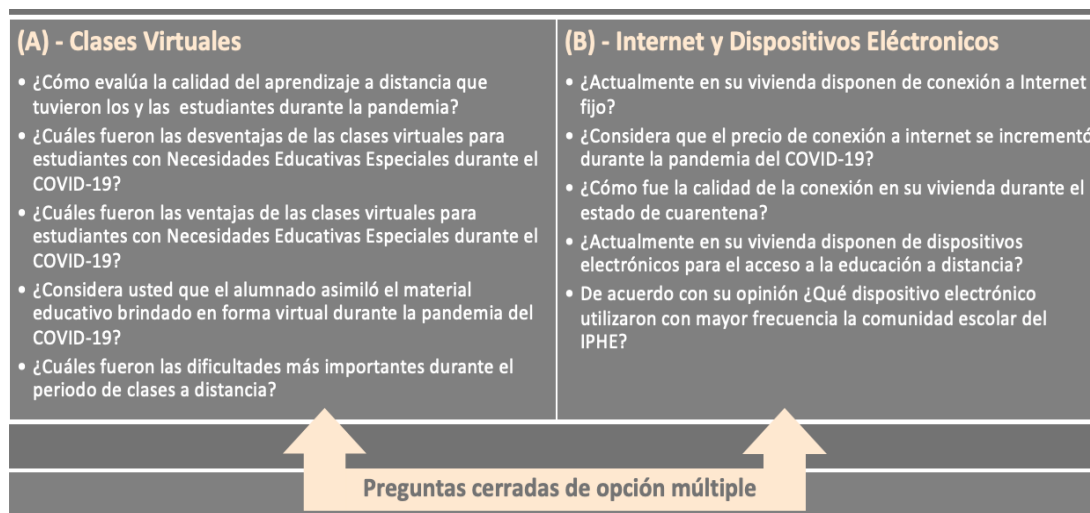 (A) - Clases Virtuales
• ¿Cómo evalúa la calidad del aprendizaje a distancia que
tuvieron los y las estudiantes durante la pandemia?
• ¿Cuáles fueron las desventajas de las clases virtuales para
estudiantes con Necesidades Educativas Especiales durante el
COVID-19?
• ¿Cuáles fueron las ventajas de las clases virtuales para
estudiantes con Necesidades Educativas Especiales durante el
COVID-19?
• ¿Considera usted que el alumnado asimiló el material
educativo brindado en forma virtual durante la pandemia del
COVID-19?
• ¿Cuáles fueron las dificultades más importantes durante el
periodo de clases a distancia?
(B) - Internet y Dispositivos Eléctronicos
• ¿Actualmente en su vivienda disponen de conexión a Internet
fijo?
• ¿Considera que el precio de conexión a internet se incrementó
durante la pandemia del COVID-19?
• ¿Cómo fue la calidad de la conexión en su vivienda durante el
estado de cuarentena?
• ¿Actualmente en su vivienda disponen de dispositivos
electrónicos para el acceso a la educación a distancia?
• De acuerdo con su opinión ¿Qué dispositivo electrónico
utilizaron con mayor frecuencia la comunidad escolar del
IPHE?
Preguntas cerradas de opción múltiple